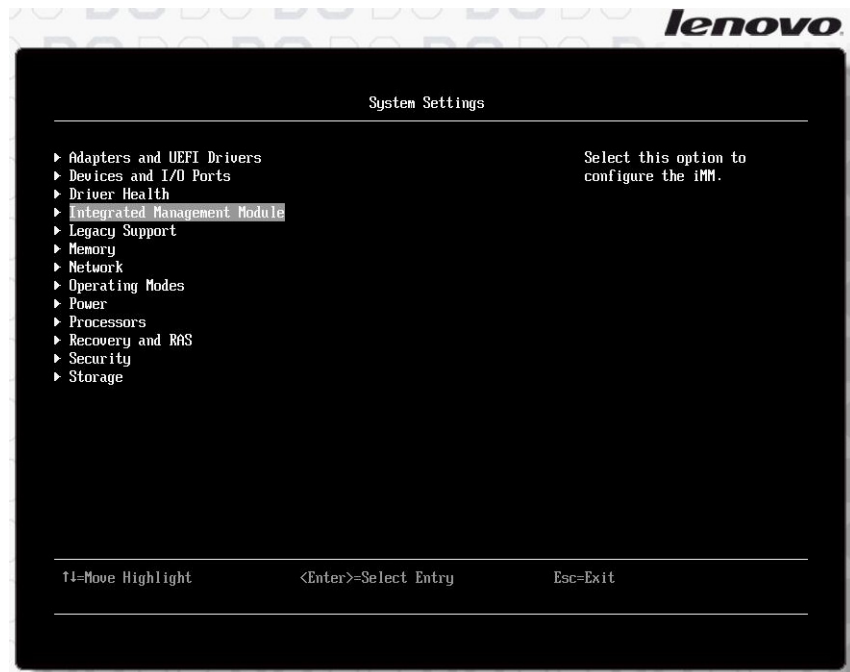 lenovo
System Settings
Adapters and UEFI Drivers
Devices and I/O Ports
Driver Health
Integrated Management Module
Legacy Support
Memory
Network
Operating Modes
Power
Processors
Recovery and RAS
Security
Storage
Select this option to
configure the iMM.
↑↓=Move Highlight
<Enter>=Select Entry
Esc=Exit